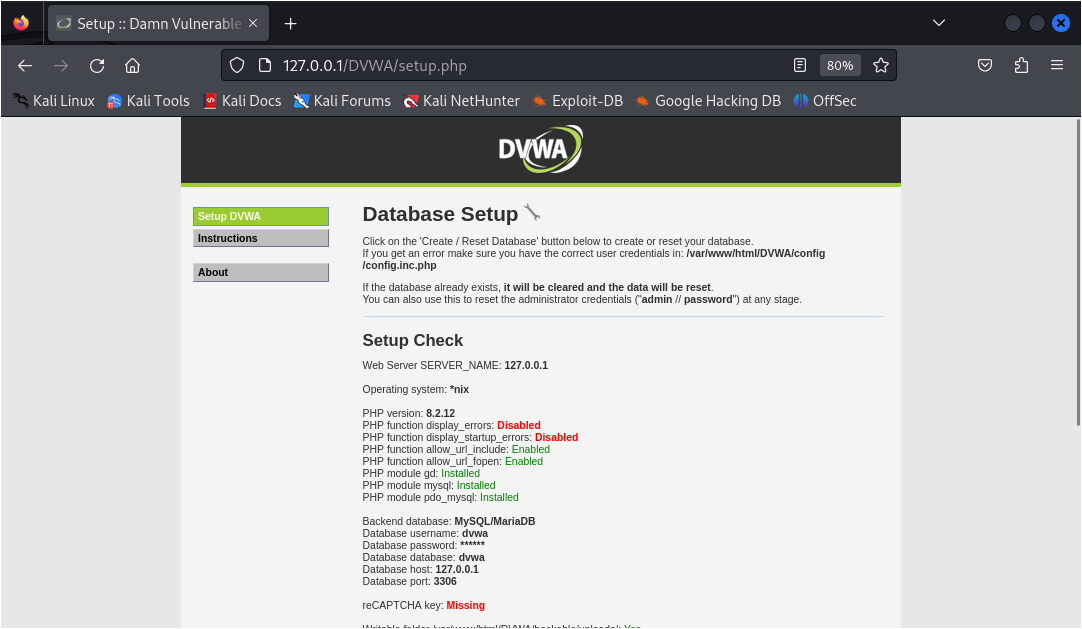 Setup :: Damn Vulnerable
127.0.0.1/DVWA/setup.php
80%
Kali Linux
Kali Tools
Kali Docs
Kali Forums
Kali NetHunter
Exploit-DB
Google Hacking DB
OffSec
DVWA
Setup DVWA
Instructions
About
Database Setup
Click on the 'Create / Reset Database' button below to create or reset your database.
If you get an error make sure you have the correct user credentials in: /var/www/html/DVWA/config
/config.inc.php
If the database already exists, it will be cleared and the data will be reset.
You can also use this to reset the administrator credentials ("admin // password") at any stage.
Setup Check
Web Server SERVER_NAME: 127.0.0.1
Operating system: *nix
PHP version: 8.2.12
PHP function display_errors: Disabled
PHP function display_startup_errors: Disabled
PHP function allow_url_include: Enabled
PHP function allow_url_fopen: Enabled
PHP module gd: Installed
PHP module mysql: Installed
PHP module pdo_mysql: Installed
Backend database: MySQL/MariaDB
Database username: dvwa
Database password: ******
Database database: dvwa
Database host: 127.0.0.1
Database port: 3306
reCAPTCHA key: Missing